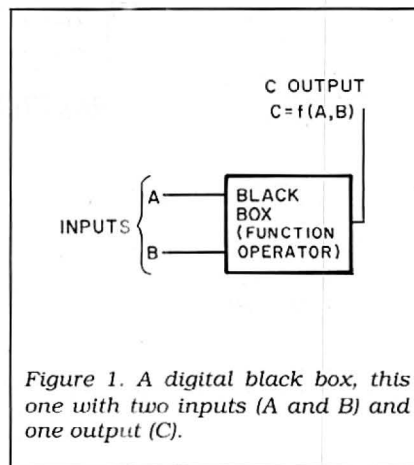 C OUTPUT
C=f(A,B)
INPUTS
A
B
BLACK
BOX
(FUNCTION
OPERATOR)
Figure 1. A digital black box, this
one with two inputs (A and B) and
one output (C).